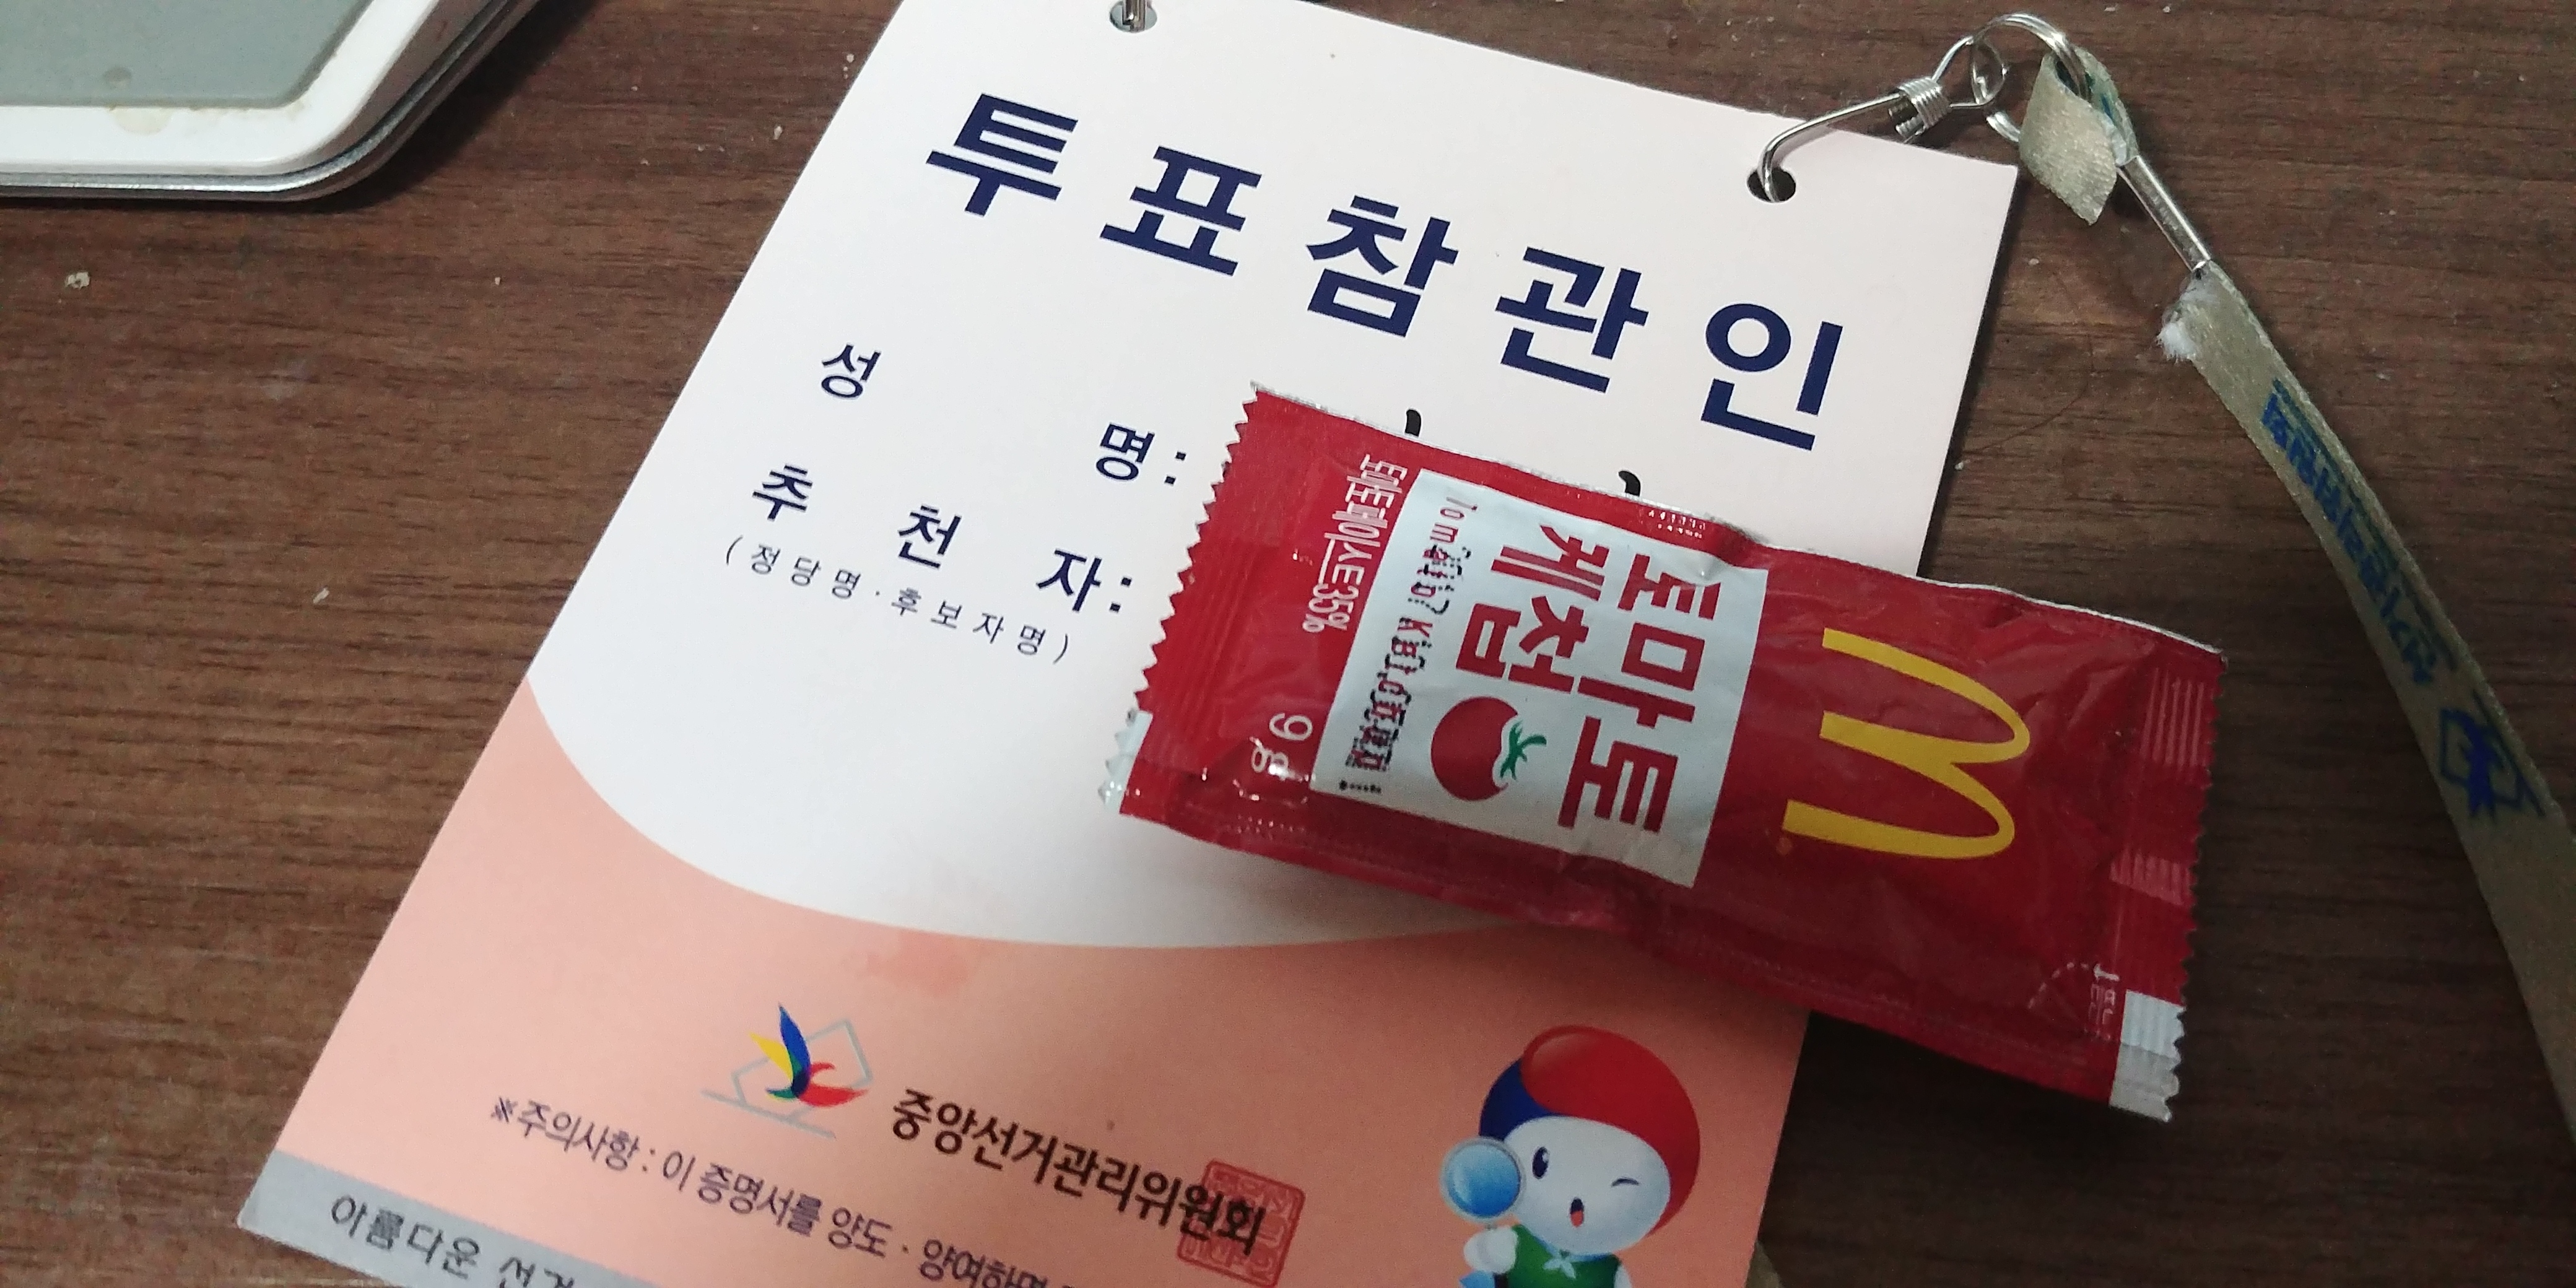 투표참관인
성 명:
추 천 자:
(정당명·후보자명)
토마토
케첩
토마토페이스트35%
9g
M
중앙선거관리위원회
※주의사항 : 이 증명서를 양도 · 양여하면
아름다운 선거